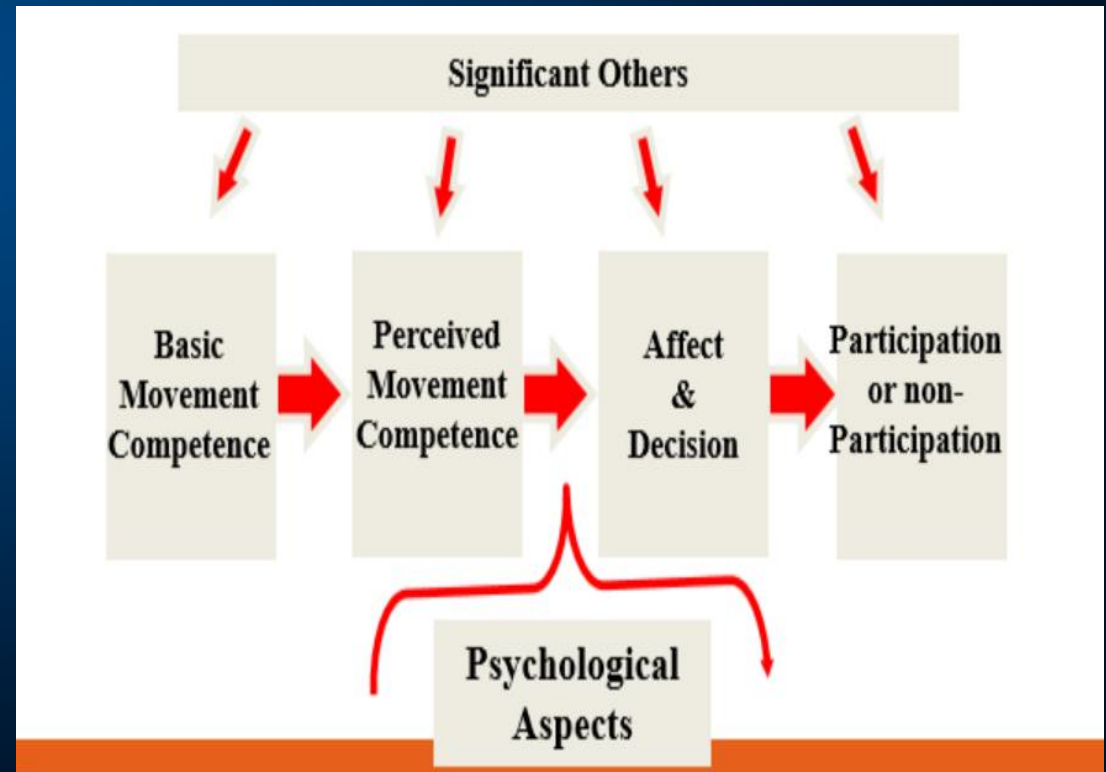 Significant Others
Basic
Movement
Competence
Perceived
Movement
Competence
Affect
&
Decision
Participation
or non-
Participation
Psychological
Aspects